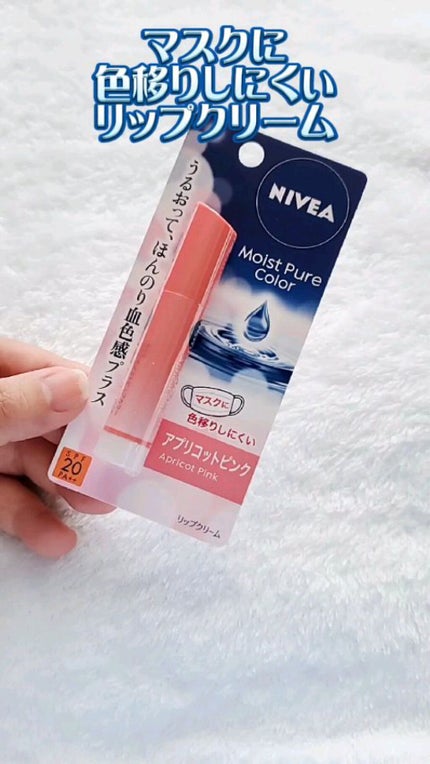 マスクに
色移りしにくい
リップクリーム
NIVEA
Moist Pure
Color
うるおって、ほんのり血色感プラス
マスクに
色移りしにくい
アプリコットピンク
Apricot Pink
SPF
20
PA++
リップクリーム